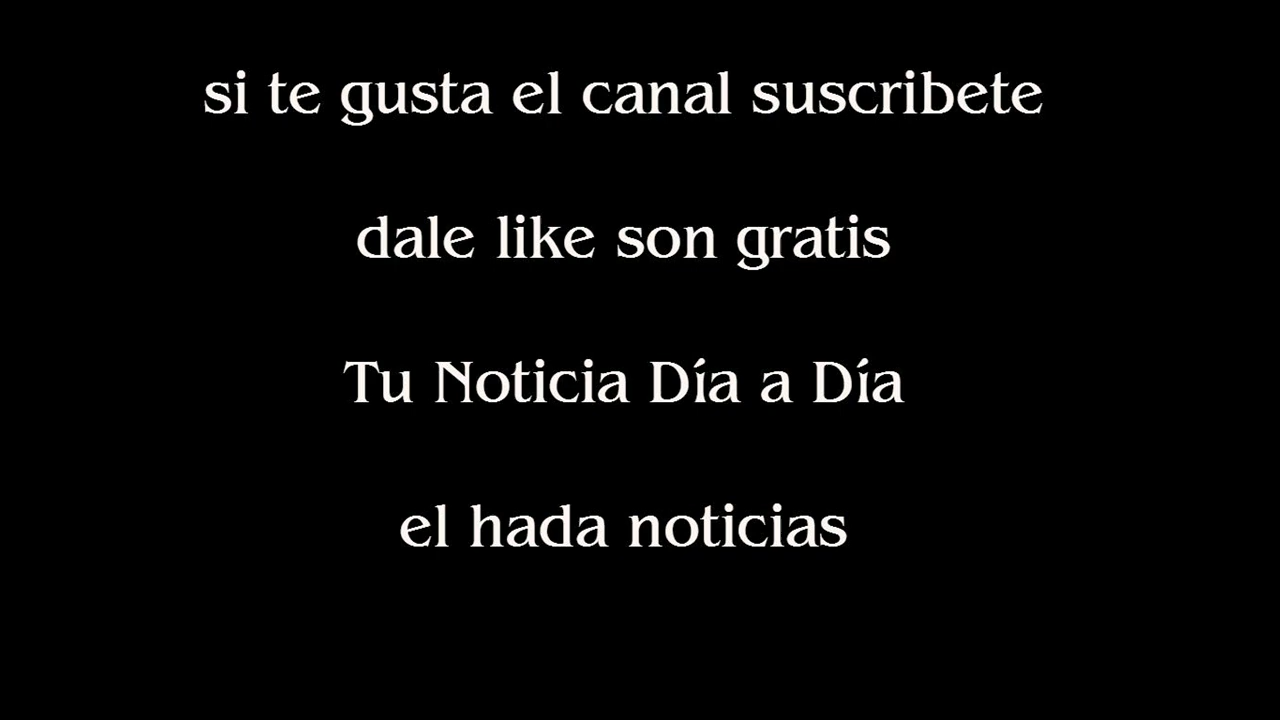 si te gusta el canal suscribete
dale like son gratis
Tu Noticia Día a Día
el hada noticias